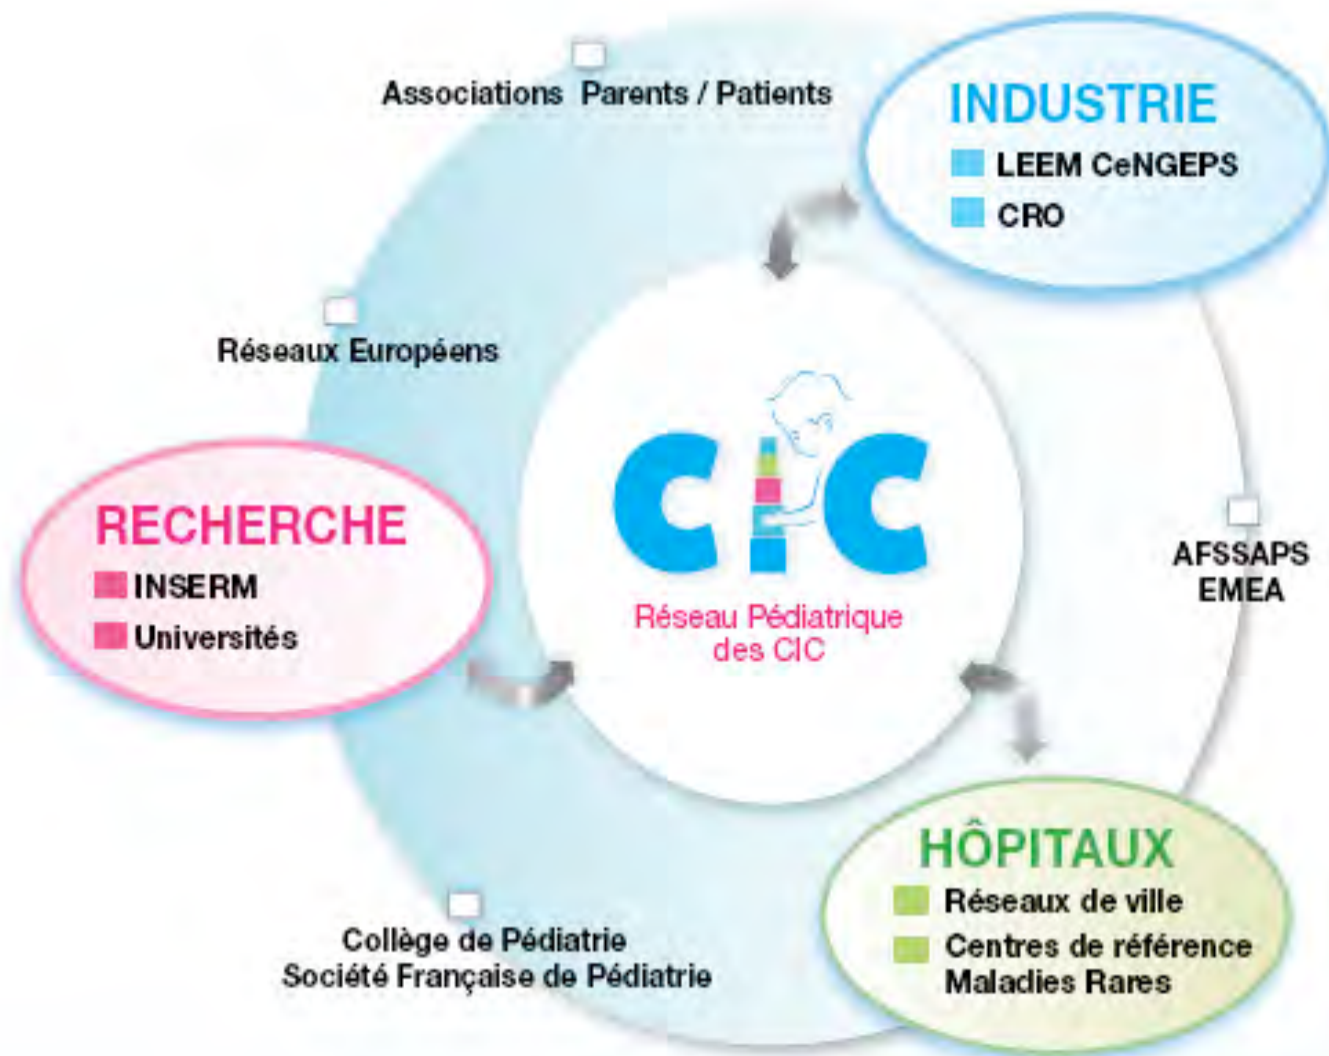 Associations Parents / Patients
INDUSTRIE
LEEM CeNGEPS
CRO
Réseaux Européens
CiC
Réseau Pédiatrique
des CIC
RECHERCHE
INSERM
Universités
AFSSAPS
EMEA
HÔPITAUX
Réseaux de ville
Centres de référence
Maladies Rares
Collège de Pédiatrie
Société Française de Pédiatrie